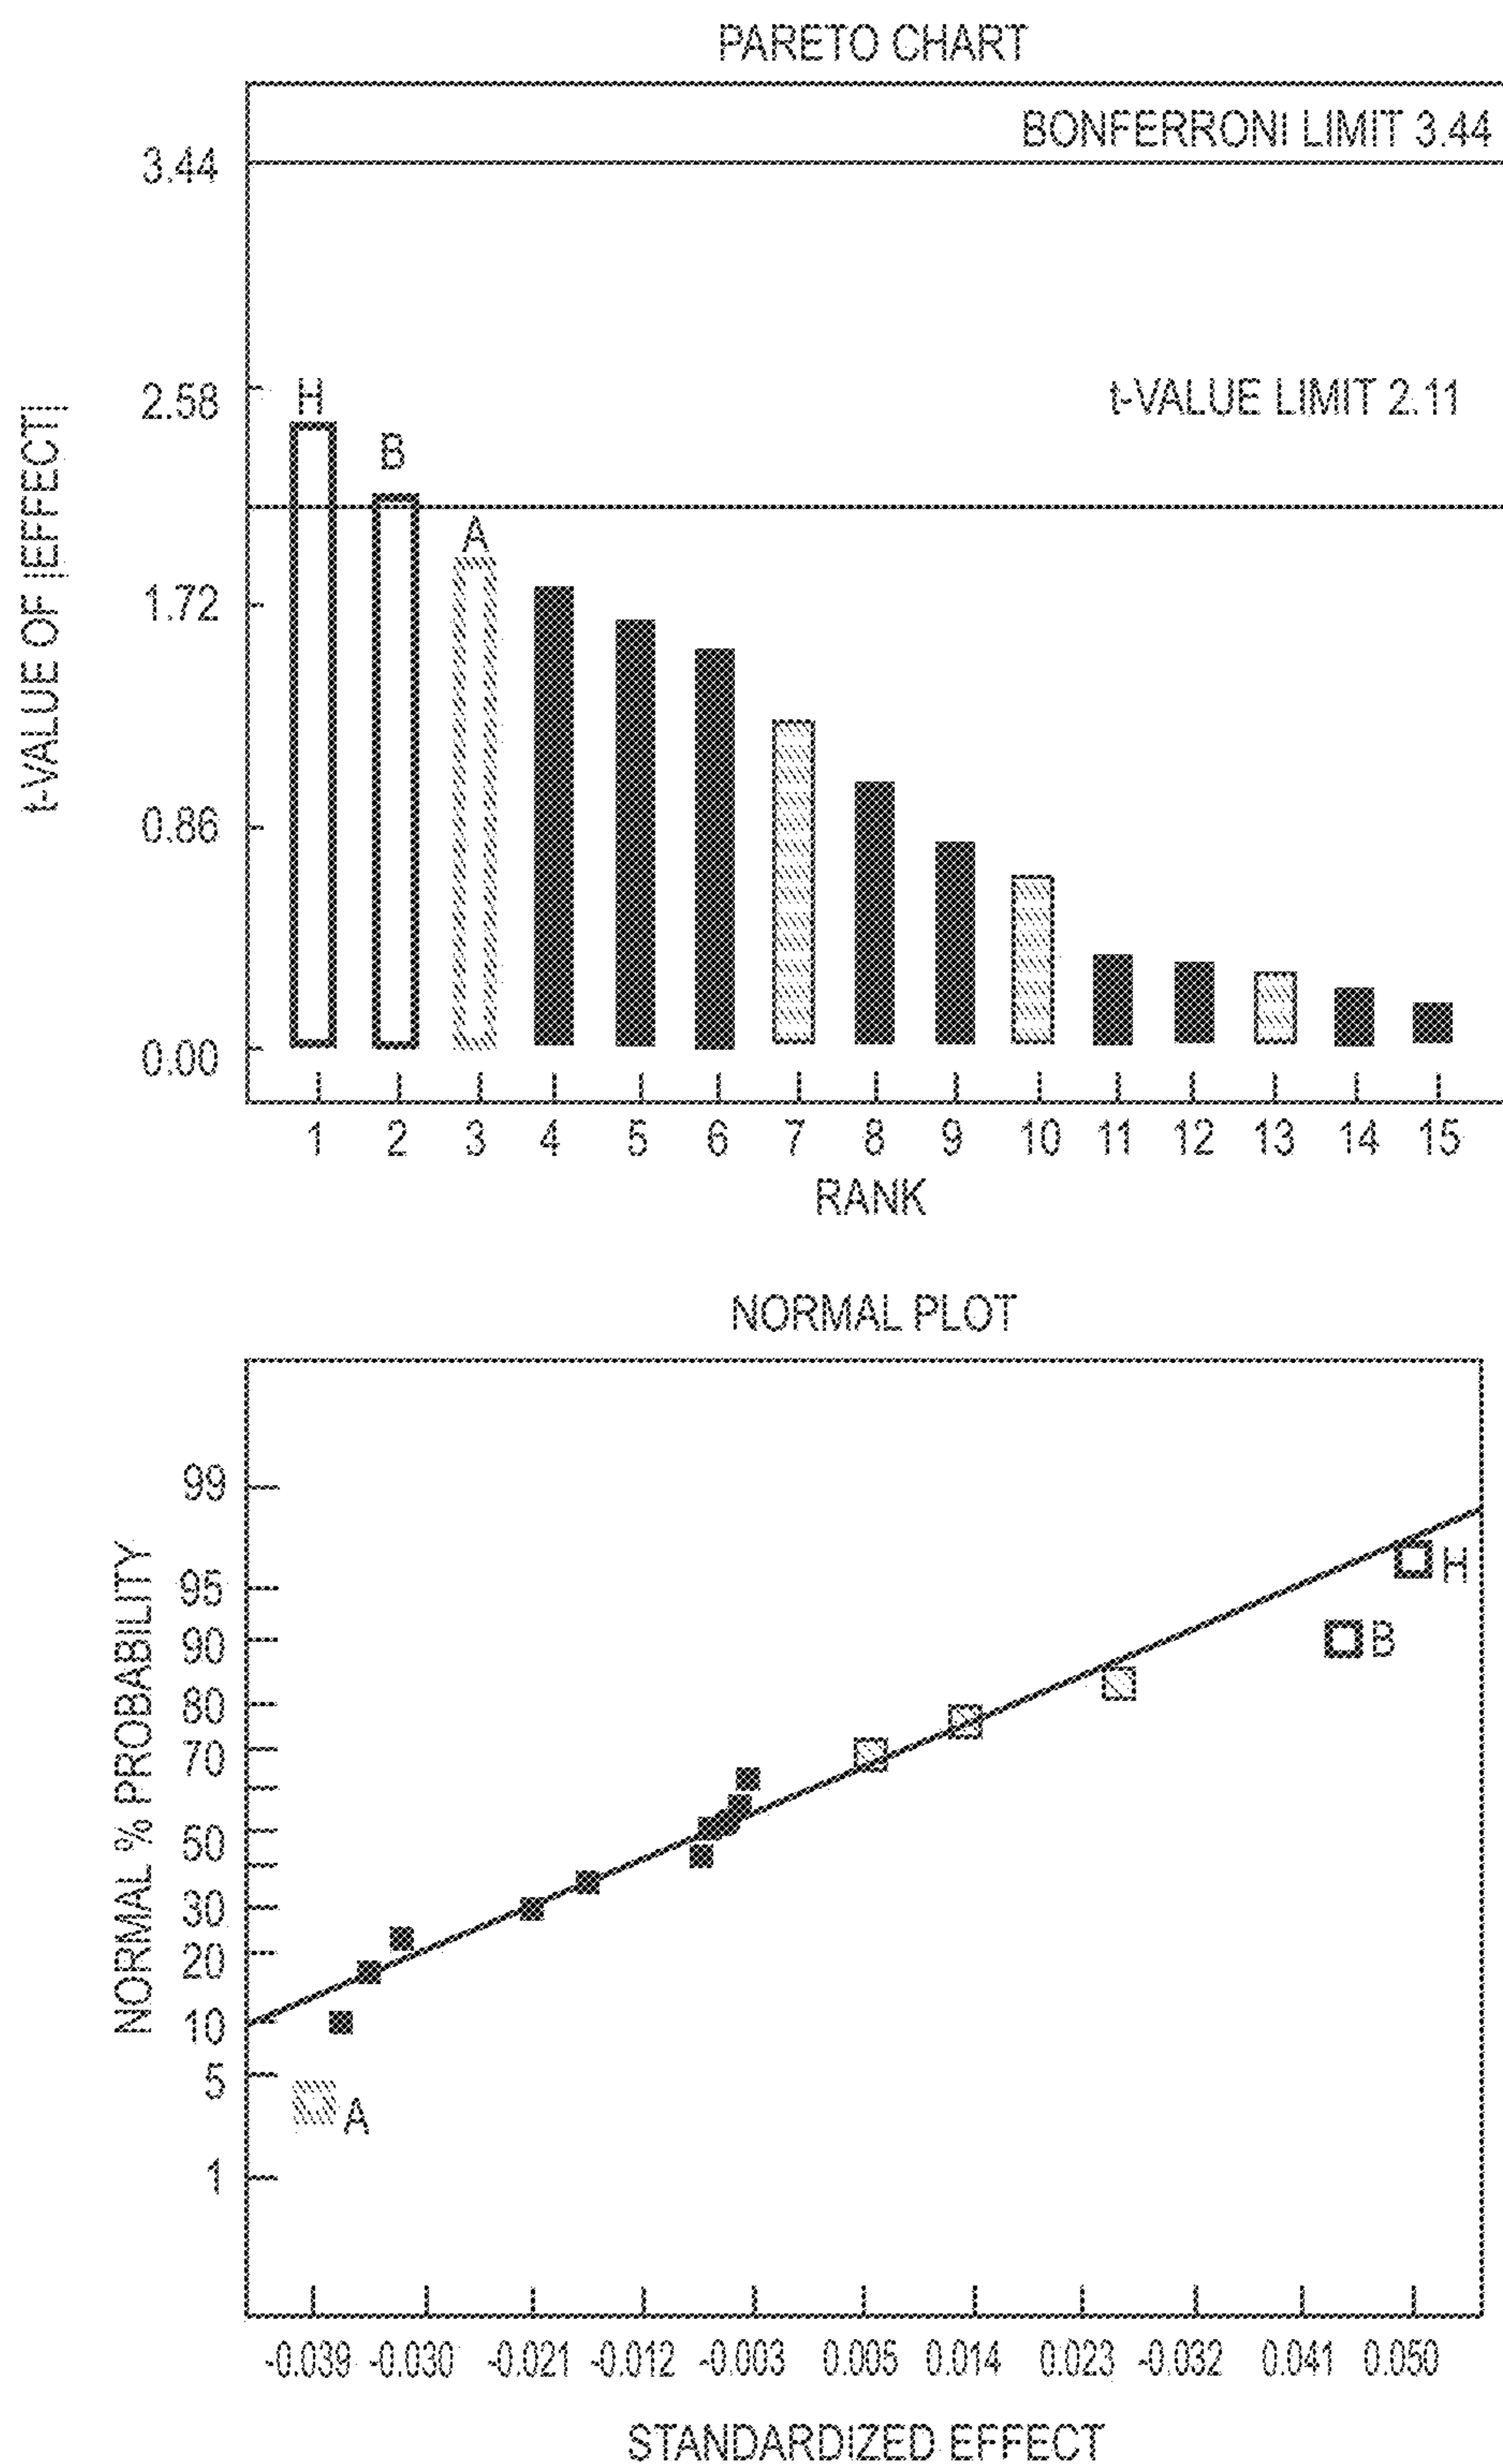 PARETO CHART
BONFERRONI LIMIT 3.44
3.44
2.58
H
t-VALUE LIMIT 2.11
B
A
1.72
0.86
0.00
t-VALUE OF |EFFECT|
1 2 3 4 5 6 7 8 9 10 11 12 13 14 15
RANK
NORMAL PLOT
99
95
H
90
B
80
70
50
30
20
10
5
A
1
NORMAL % PROBABILITY
-0.039 -0.030 -0.021 -0.012 -0.003 0.005 0.014 0.023 -0.032 0.041 0.050
STANDARDIZED EFFECT